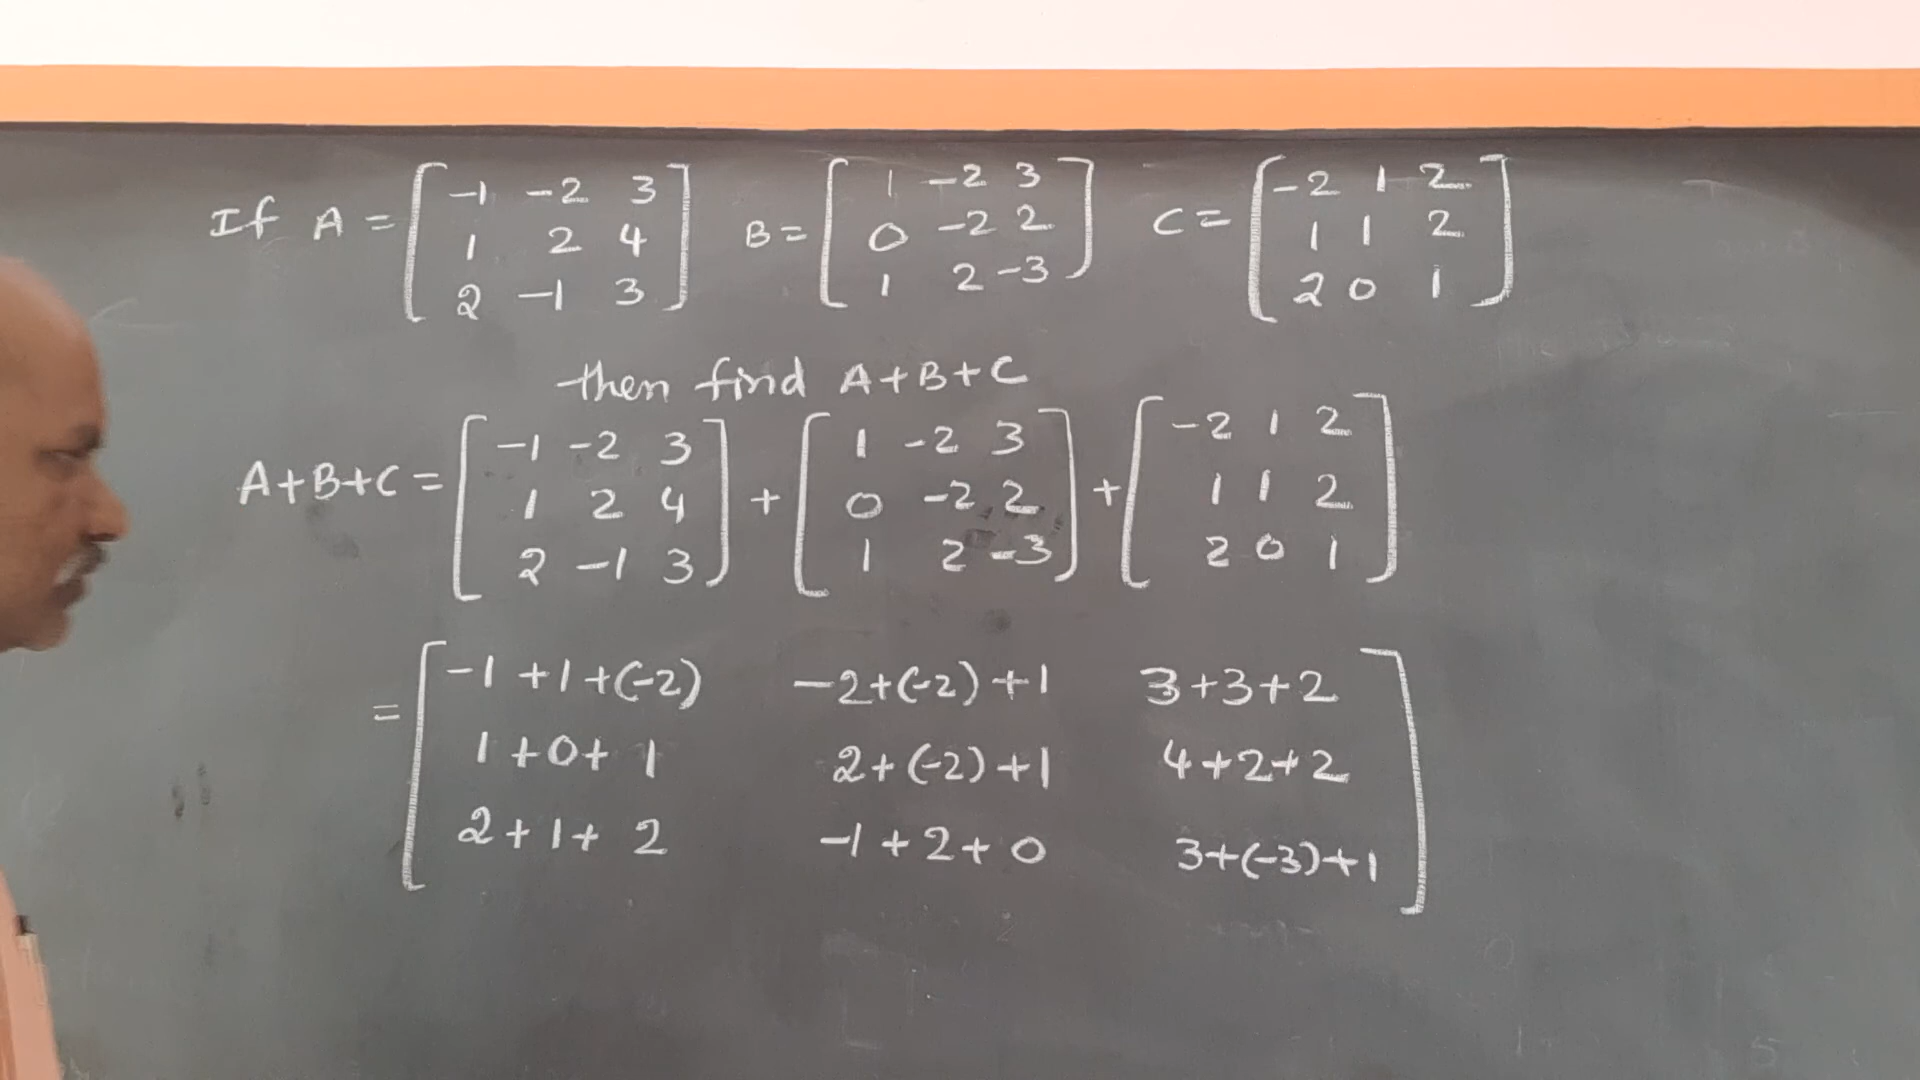 If A = [ -1 -2 3 ] B = [ 1 -2 3 ] C = [ -2 1 2 ]
1 2 4 0 -2 2 1 1 2
2 -1 3 1 2 -3 2 0 1
then find A+B+C
A+B+C = [ -1 -2 3 ] + [ 1 -2 3 ] + [ -2 1 2 ]
1 2 4 0 -2 2 1 1 2
2 -1 3 1 2 -3 2 0 1
= [ -1 +1 +(-2) -2+(-2)+1 3+3+2 ]
1+0+1 2+(-2)+1 4+2+2
2+1+2 -1+2+0 3+(-3)+1